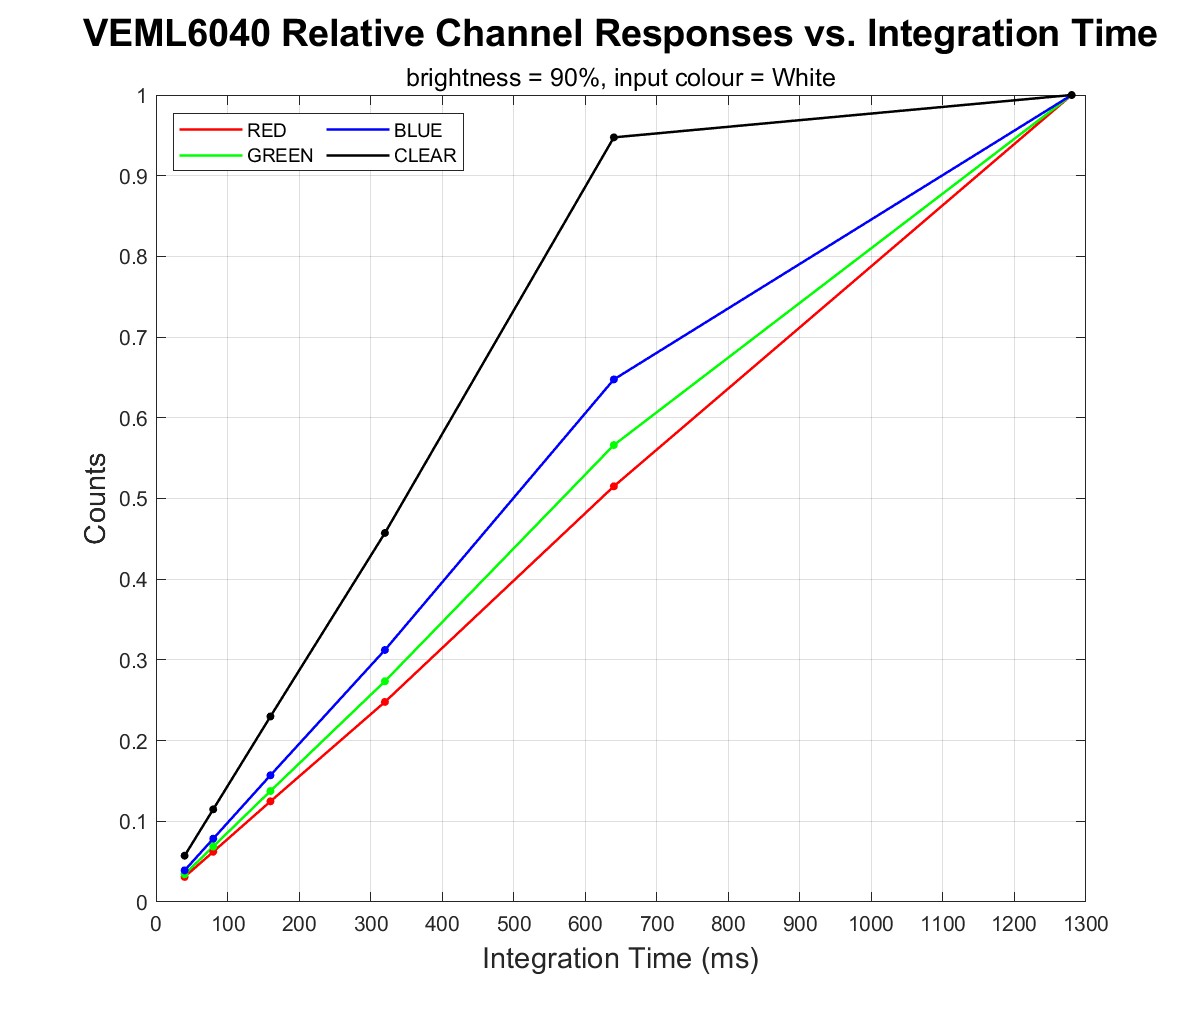 VEML6040 Relative Channel Responses vs. Integration Time
brightness = 90%, input colour = White
RED BLUE
GREEN CLEAR
1
0.9
0.8
0.7
0.6
0.5
0.4
0.3
0.2
0.1
0
Counts
0 100 200 300 400 500 600 700 800 900 1000 1100 1200 1300
Integration Time (ms)